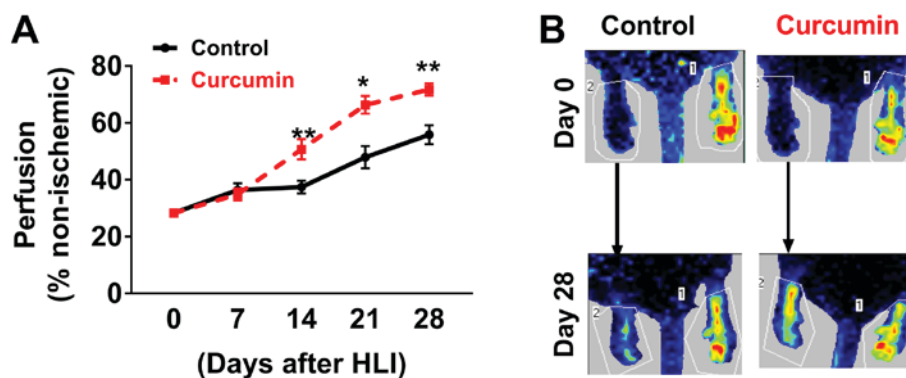 A
Control
Curcumin
Perfusion
(% non-ischemic)
80
60
40
20
0
**
*
**
0 7 14 21 28
(Days after HLI)
B
Control Curcumin
Day 0
2 1 2 1
Day 28
2 1 2 1